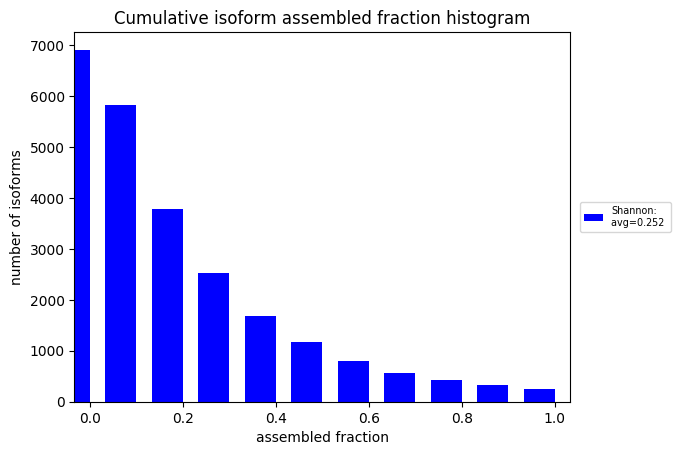 Cumulative isoform assembled fraction histogram
7000
6000
5000
4000
3000
2000
1000
0
number of isoforms
0.0 0.2 0.4 0.6 0.8 1.0
assembled fraction
Shannon:
avg=0.252